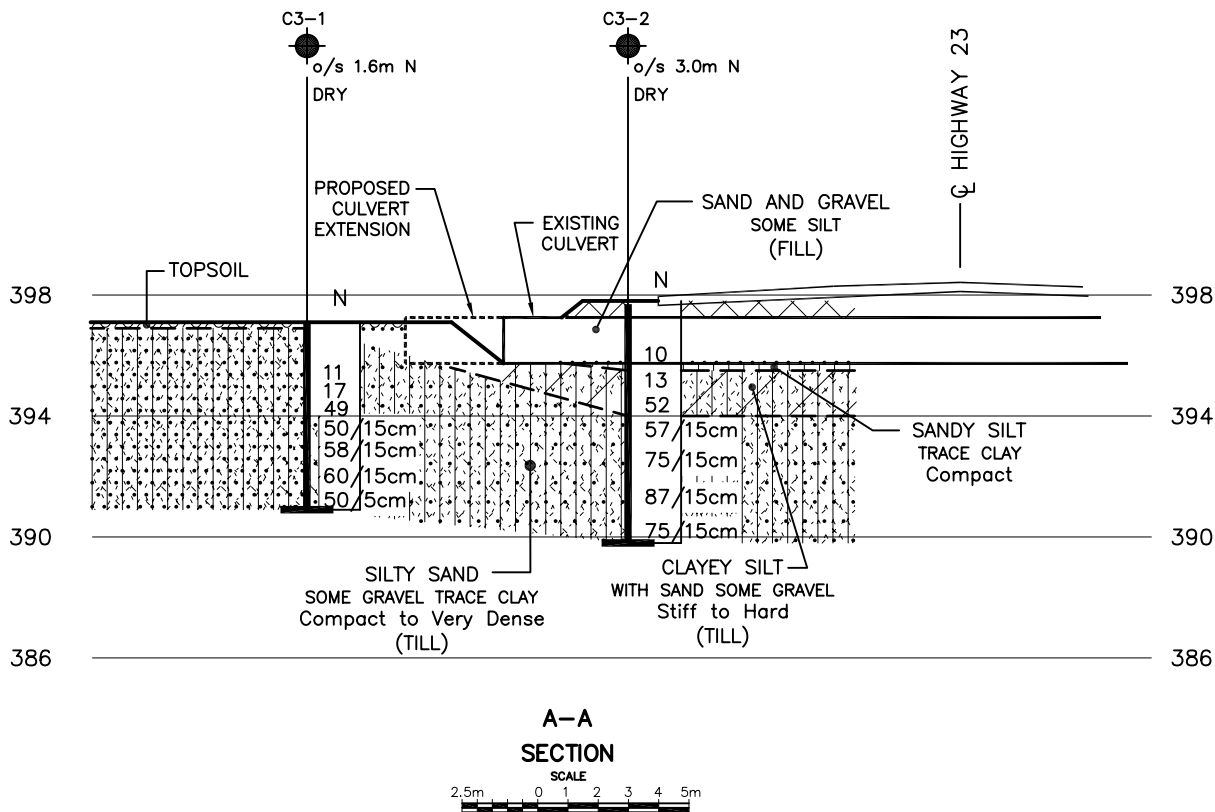 C3-1
o/s 1.6m N
DRY
C3-2
o/s 3.0m N
DRY
℄ HIGHWAY 23
PROPOSED
CULVERT
EXTENSION
EXISTING
CULVERT
SAND AND GRAVEL
SOME SILT
(FILL)
TOPSOIL
398
N
N
398
11
17
49
50/15cm
58/15cm
60/15cm
50/5cm
10
13
52
57/15cm
75/15cm
87/15cm
75/15cm
394
394
SANDY SILT
TRACE CLAY
Compact
390
390
SILTY SAND
SOME GRAVEL TRACE CLAY
Compact to Very Dense
(TILL)
CLAYEY SILT
WITH SAND SOME GRAVEL
Stiff to Hard
(TILL)
386
386
A-A
SECTION
SCALE
2.5m 0 1 2 3 4 5m